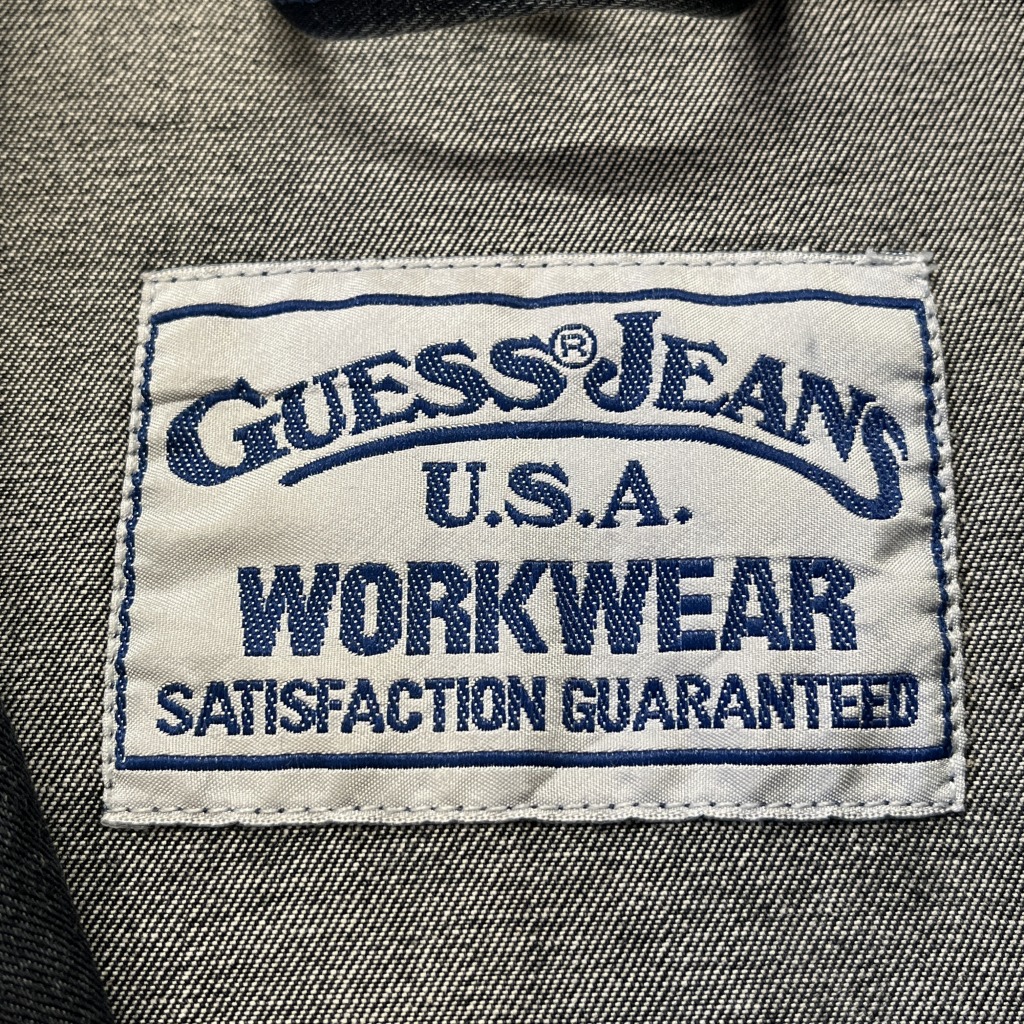 GUESS® JEANS
U.S.A.
WORKWEAR
SATISFACTION GUARANTEED